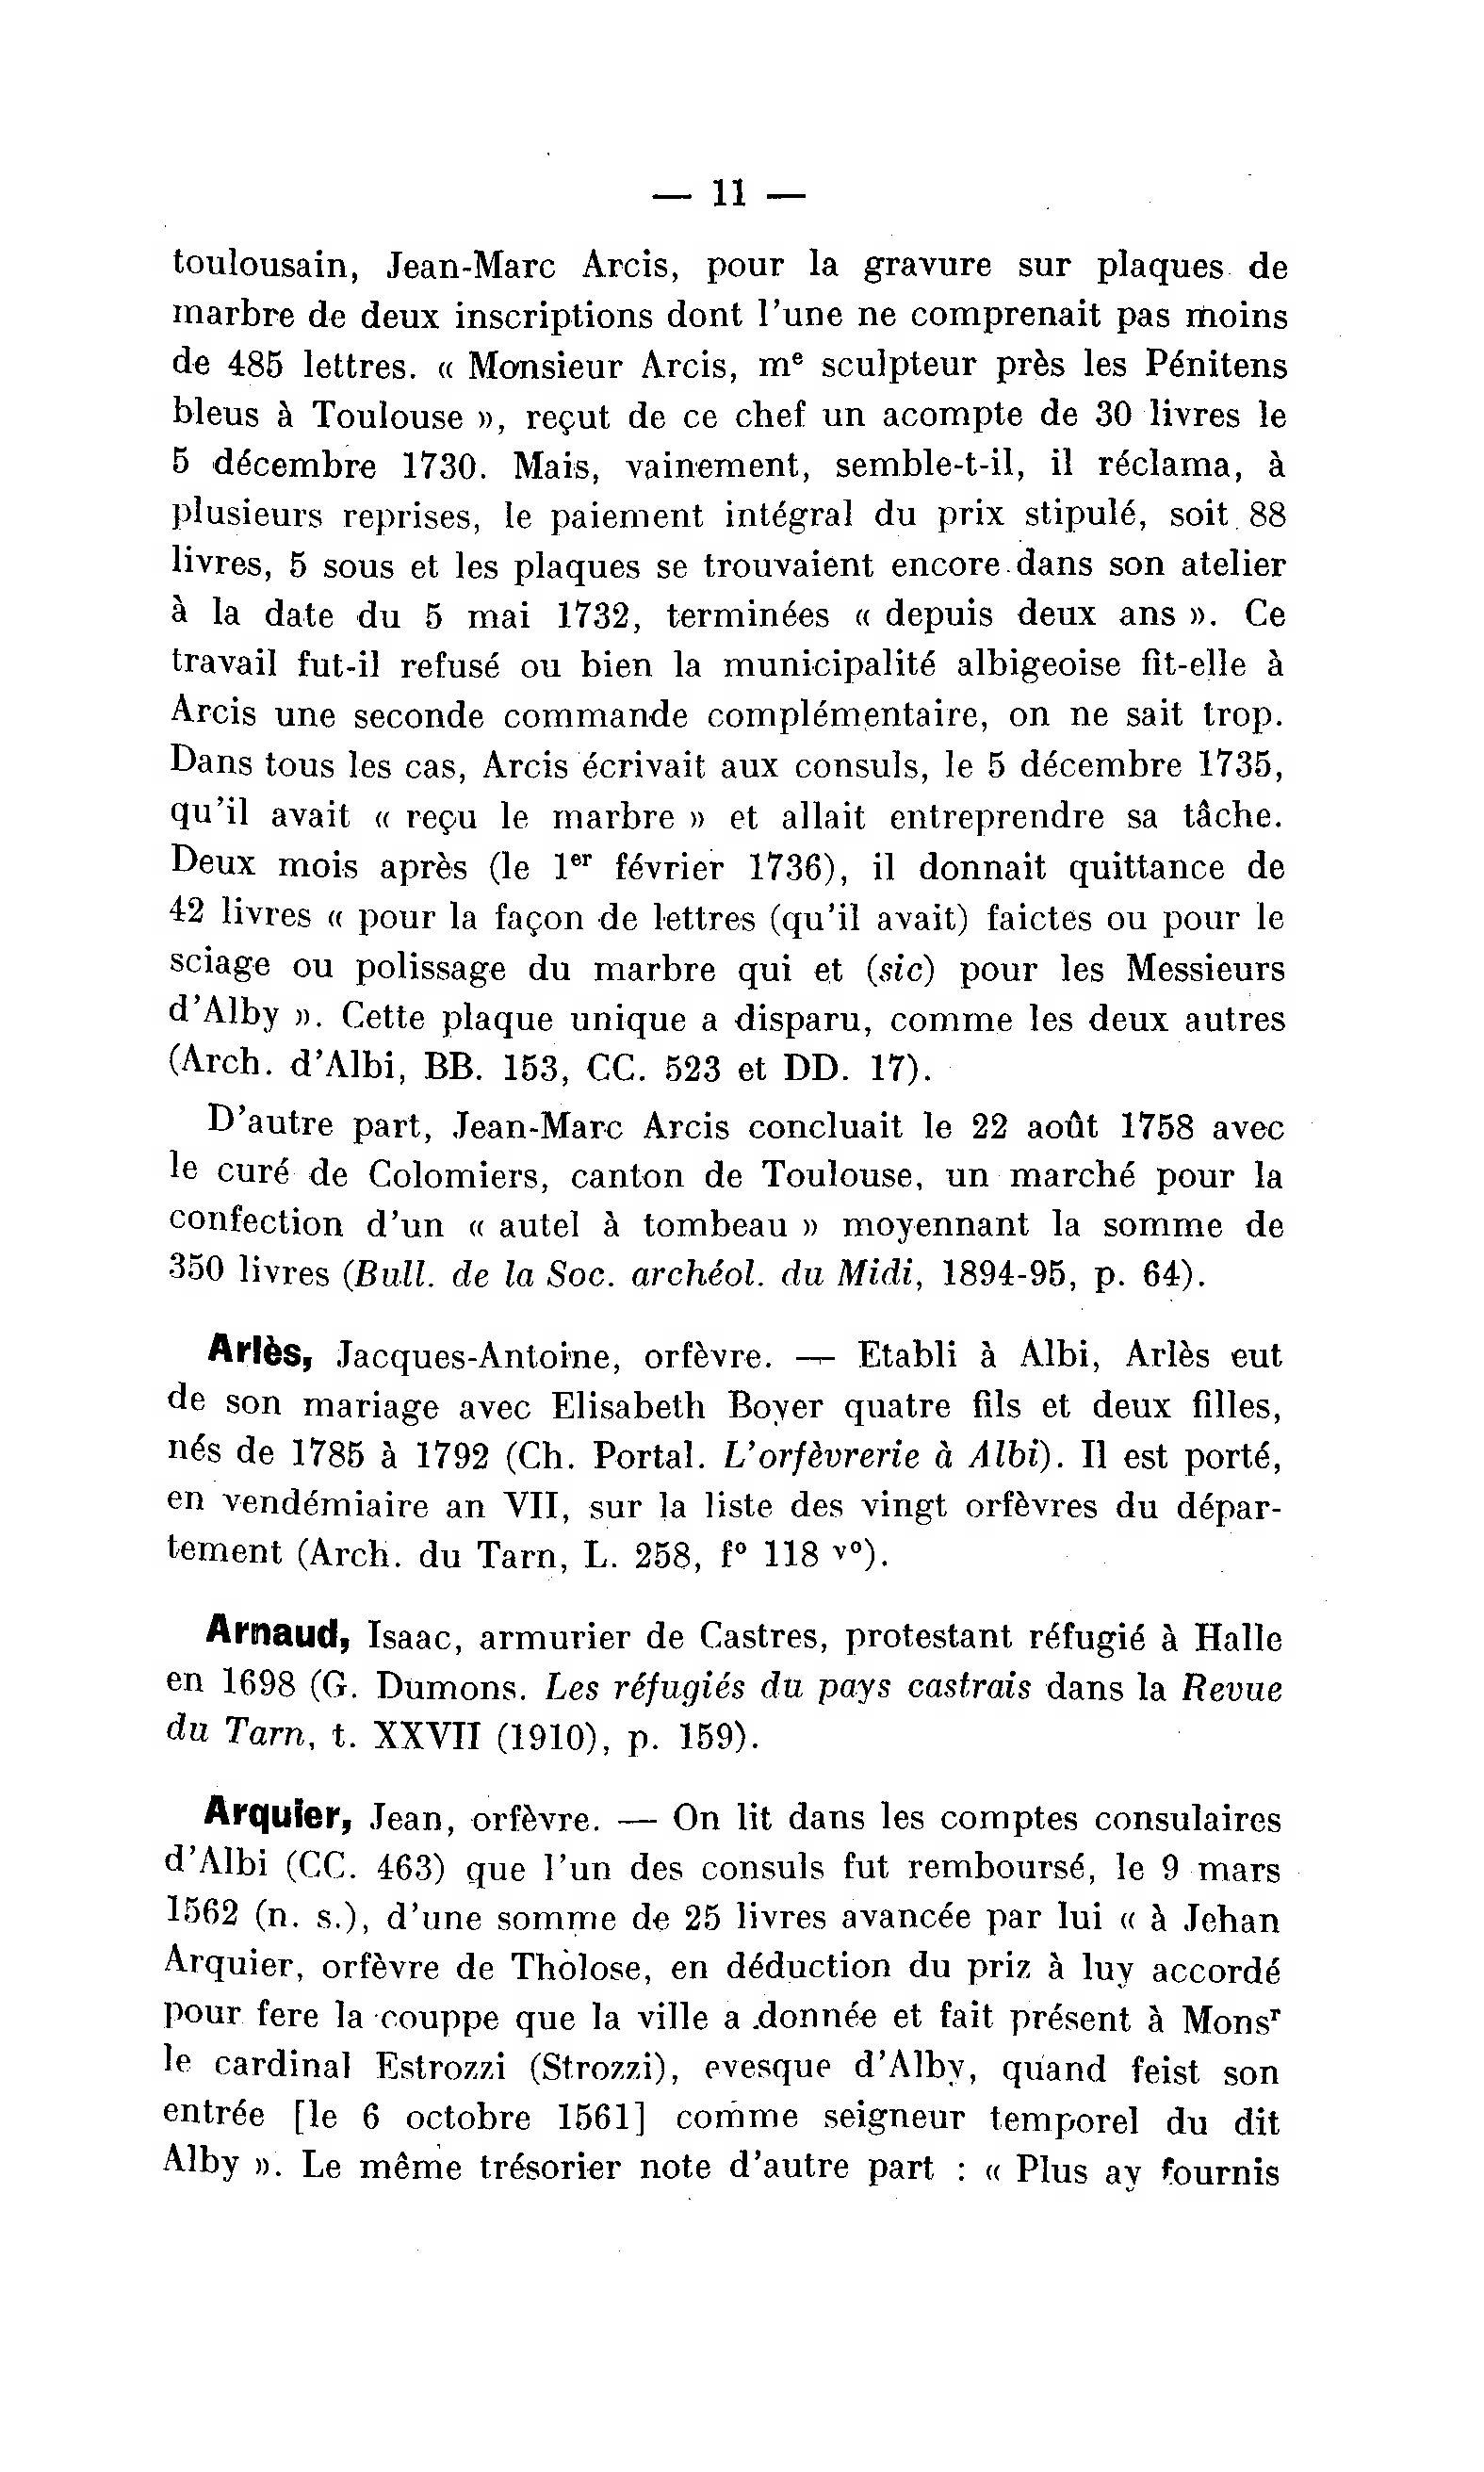 — 11 —
toulousain, Jean-Marc Arcis, pour la gravure sur plaques de
marbre de deux inscriptions dont l'une ne comprenait pas moins
de 485 lettres. « Monsieur Arcis, mᵉ sculpteur près les Pénitens
bleus à Toulouse », reçut de ce chef un acompte de 30 livres le
5 décembre 1730. Mais, vainement, semble-t-il, il réclama, à
plusieurs reprises, le paiement intégral du prix stipulé, soit 88
livres, 5 sous et les plaques se trouvaient encore dans son atelier
à la date du 5 mai 1732, terminées « depuis deux ans ». Ce
travail fut-il refusé ou bien la municipalité albigeoise fit-elle à
Arcis une seconde commande complémentaire, on ne sait trop.
Dans tous les cas, Arcis écrivait aux consuls, le 5 décembre 1735,
qu'il avait « reçu le marbre » et allait entreprendre sa tâche.
Deux mois après (le 1ᵉʳ février 1736), il donnait quittance de
42 livres « pour la façon de lettres (qu'il avait) faictes ou pour le
sciage ou polissage du marbre qui et (sic) pour les Messieurs
d'Alby ». Cette plaque unique a disparu, comme les deux autres
(Arch. d'Albi, BB. 153, CC. 523 et DD. 17).
D'autre part, Jean-Marc Arcis concluait le 22 août 1758 avec
le curé de Colomiers, canton de Toulouse, un marché pour la
confection d'un « autel à tombeau » moyennant la somme de
350 livres (Bull. de la Soc. archéol. du Midi, 1894-95, p. 64).
Arlès, Jacques-Antoine, orfèvre. — Etabli à Albi, Arlès eut
de son mariage avec Elisabeth Boyer quatre fils et deux filles,
nés de 1785 à 1792 (Ch. Portal. L'orfèvrerie à Albi). Il est porté,
en vendémiaire an VII, sur la liste des vingt orfèvres du dépar-
tement (Arch. du Tarn, L. 258, f° 118 v°).
Arnaud, Isaac, armurier de Castres, protestant réfugié à Halle
en 1698 (G. Dumons. Les réfugiés du pays castrais dans la Revue
du Tarn, t. XXVII (1910), p. 159).
Arquier, Jean, orfèvre. — On lit dans les comptes consulaires
d'Albi (CC. 463) que l'un des consuls fut remboursé, le 9 mars
1562 (n. s.), d'une somme de 25 livres avancée par lui « à Jehan
Arquier, orfèvre de Tholose, en déduction du priz à luy accordé
pour fere la couppe que la ville a donnée et fait présent à Monsʳ
le cardinal Estrozzi (Strozzi), evesque d'Alby, quand feist son
entrée [le 6 octobre 1561] comme seigneur temporel du dit
Alby ». Le même trésorier note d'autre part : « Plus ay fournis